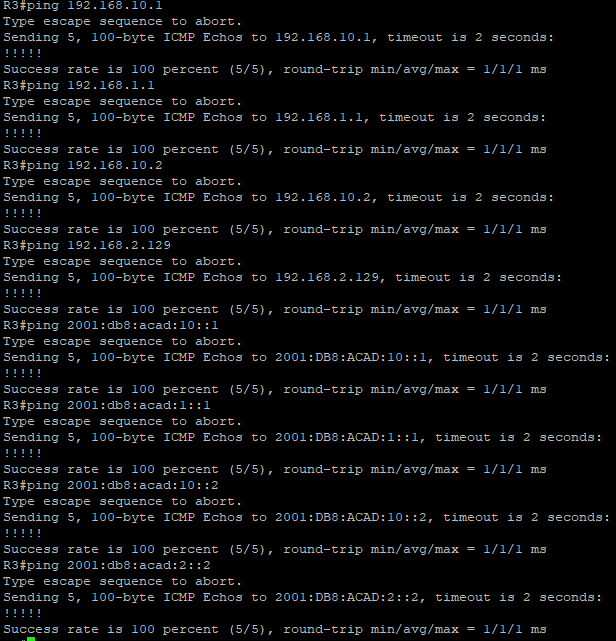 R3#ping 192.168.10.1
Type escape sequence to abort.
Sending 5, 100-byte ICMP Echos to 192.168.10.1, timeout is 2 seconds:
!!!!!
Success rate is 100 percent (5/5), round-trip min/avg/max = 1/1/1 ms
R3#ping 192.168.1.1
Type escape sequence to abort.
Sending 5, 100-byte ICMP Echos to 192.168.1.1, timeout is 2 seconds:
!!!!!
Success rate is 100 percent (5/5), round-trip min/avg/max = 1/1/1 ms
R3#ping 192.168.10.2
Type escape sequence to abort.
Sending 5, 100-byte ICMP Echos to 192.168.10.2, timeout is 2 seconds:
!!!!!
Success rate is 100 percent (5/5), round-trip min/avg/max = 1/1/1 ms
R3#ping 192.168.2.129
Type escape sequence to abort.
Sending 5, 100-byte ICMP Echos to 192.168.2.129, timeout is 2 seconds:
!!!!!
Success rate is 100 percent (5/5), round-trip min/avg/max = 1/1/1 ms
R3#ping 2001:db8:acad:10::1
Type escape sequence to abort.
Sending 5, 100-byte ICMP Echos to 2001:DB8:ACAD:10::1, timeout is 2 seconds:
!!!!!
Success rate is 100 percent (5/5), round-trip min/avg/max = 1/1/1 ms
R3#ping 2001:db8:acad:1::1
Type escape sequence to abort.
Sending 5, 100-byte ICMP Echos to 2001:DB8:ACAD:1::1, timeout is 2 seconds:
!!!!!
Success rate is 100 percent (5/5), round-trip min/avg/max = 1/1/1 ms
R3#ping 2001:db8:acad:10::2
Type escape sequence to abort.
Sending 5, 100-byte ICMP Echos to 2001:DB8:ACAD:10::2, timeout is 2 seconds:
!!!!!
Success rate is 100 percent (5/5), round-trip min/avg/max = 1/1/1 ms
R3#ping 2001:db8:acad:2::2
Type escape sequence to abort.
Sending 5, 100-byte ICMP Echos to 2001:DB8:ACAD:2::2, timeout is 2 seconds:
!!!!!
Success rate is 100 percent (5/5), round-trip min/avg/max = 1/1/1 ms